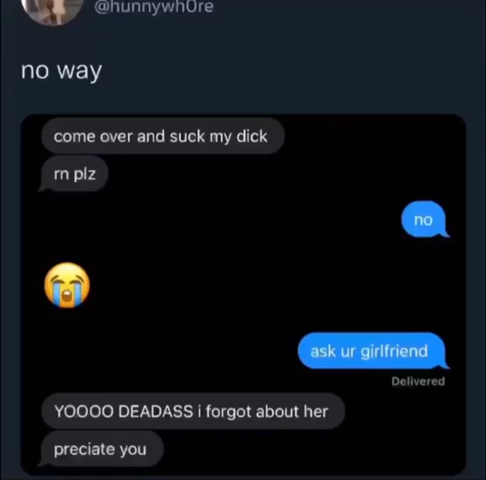 @hunnywh0re
no way
come over and suck my dick
rn plz
no
😭
ask ur girlfriend
Delivered
YOOOO DEADASS i forgot about her
preciate you